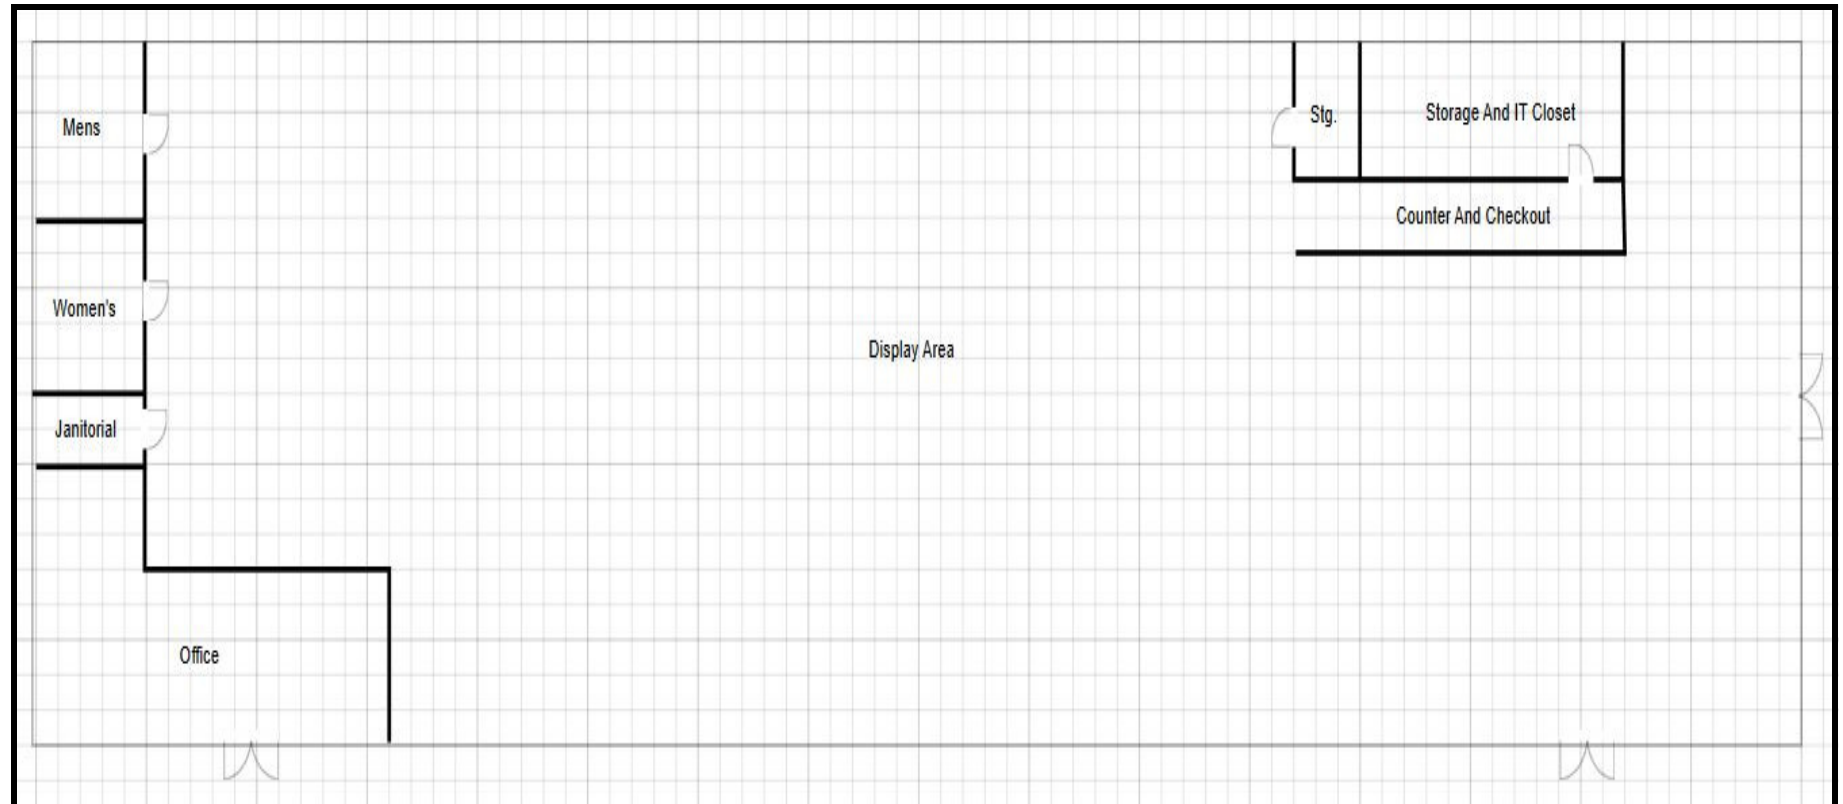 Mens
Stg.
Storage And IT Closet
Counter And Checkout
Women's
Display Area
Janitorial
Office